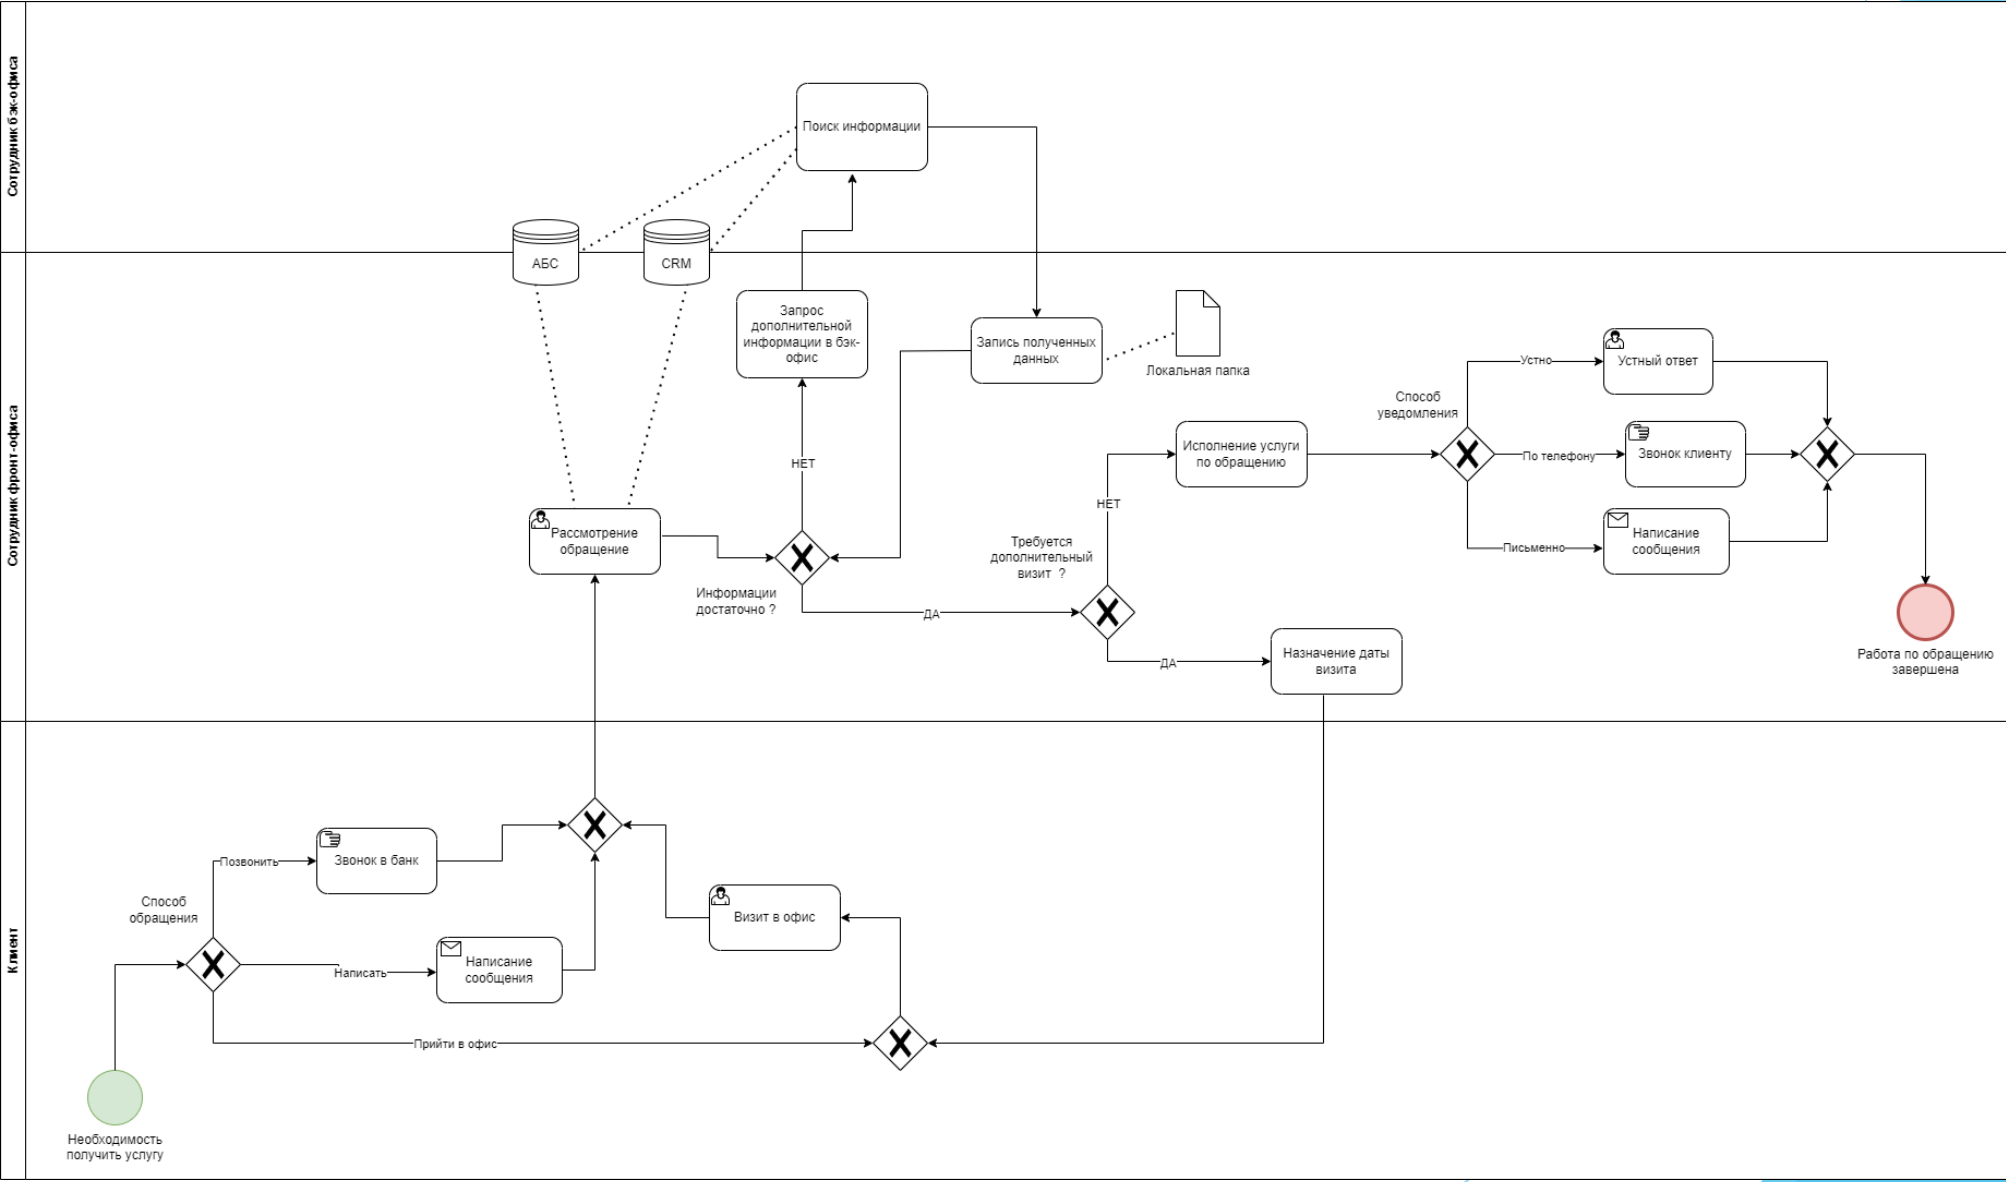 Сотрудник бэк-офиса
Поиск информации
АБС
CRM
Сотрудник фронт-офиса
Запрос
дополнительной
информации в бэк-
офис
Запись полученных
данных
Локальная папка
НЕТ
Рассмотрение
обращение
Информации
достаточно ?
ДА
Требуется
дополнительный
визит ?
НЕТ
ДА
Исполнение услуги
по обращению
Назначение даты
визита
Способ
уведомления
Устно
Устный ответ
По телефону
Звонок клиенту
Письменно
Написание
сообщения
Работа по обращению
завершена
Клиент
Способ
обращения
Позвонить
Звонок в банк
Написать
Написание
сообщения
Визит в офис
Прийти в офис
Необходимость
получить услугу